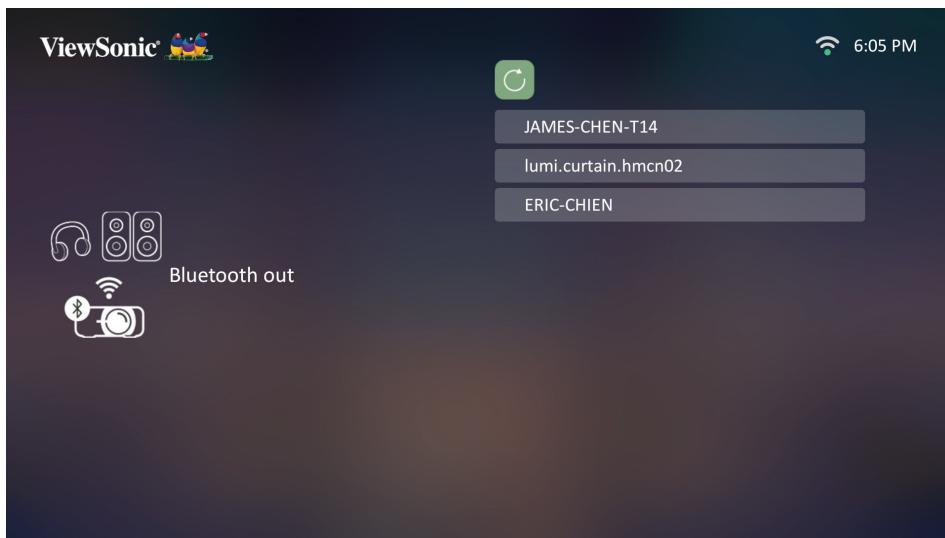 ViewSonic
6:05 PM
JAMES-CHEN-T14
lumi.curtain.hmcn02
ERIC-CHIEN
Bluetooth out